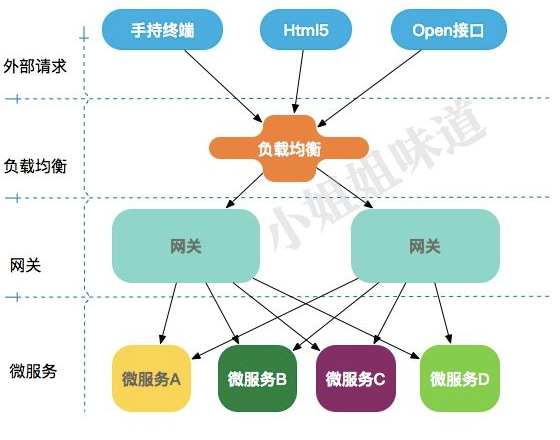 手持终端
Html5
Open接口
外部请求
负载均衡
负载均衡
小姐姐味道
网关
网关
网关
微服务
微服务A
微服务B
微服务C
微服务D